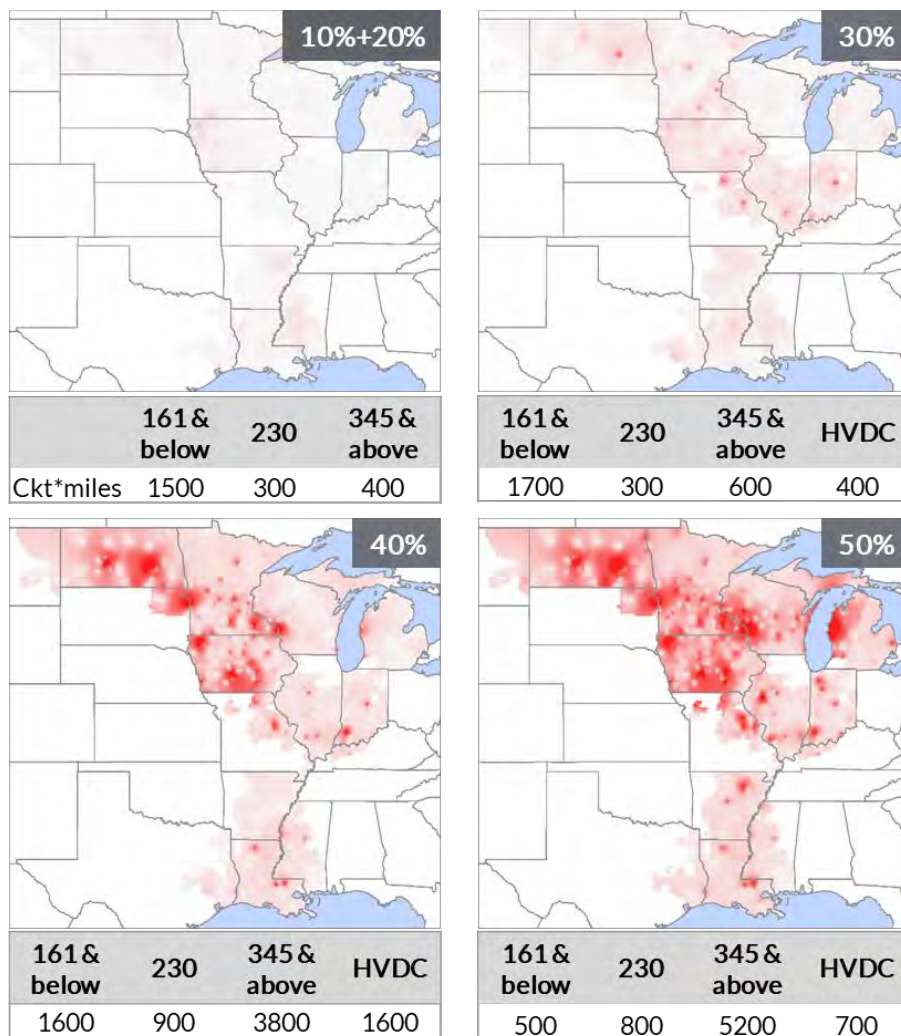 10%+20%
161 & below 230 345 & above
Ckt*miles 1500 300 400
30%
161 & below 230 345 & above HVDC
1700 300 600 400
40%
161 & below 230 345 & above HVDC
1600 900 3800 1600
50%
161 & below 230 345 & above HVDC
500 800 5200 700